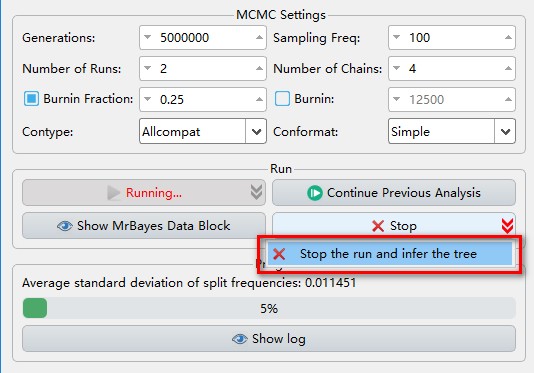 MCMC Settings
Generations: 5000000 Sampling Freq: 100
Number of Runs: 2 Number of Chains: 4
Burnin Fraction: 0.25 Burnin: 12500
Contype: Allcompat Conformat: Simple
Run
Running... Continue Previous Analysis
Show MrBayes Data Block Stop
Stop the run and infer the tree
Average standard deviation of split frequencies: 0.011451
5%
Show log